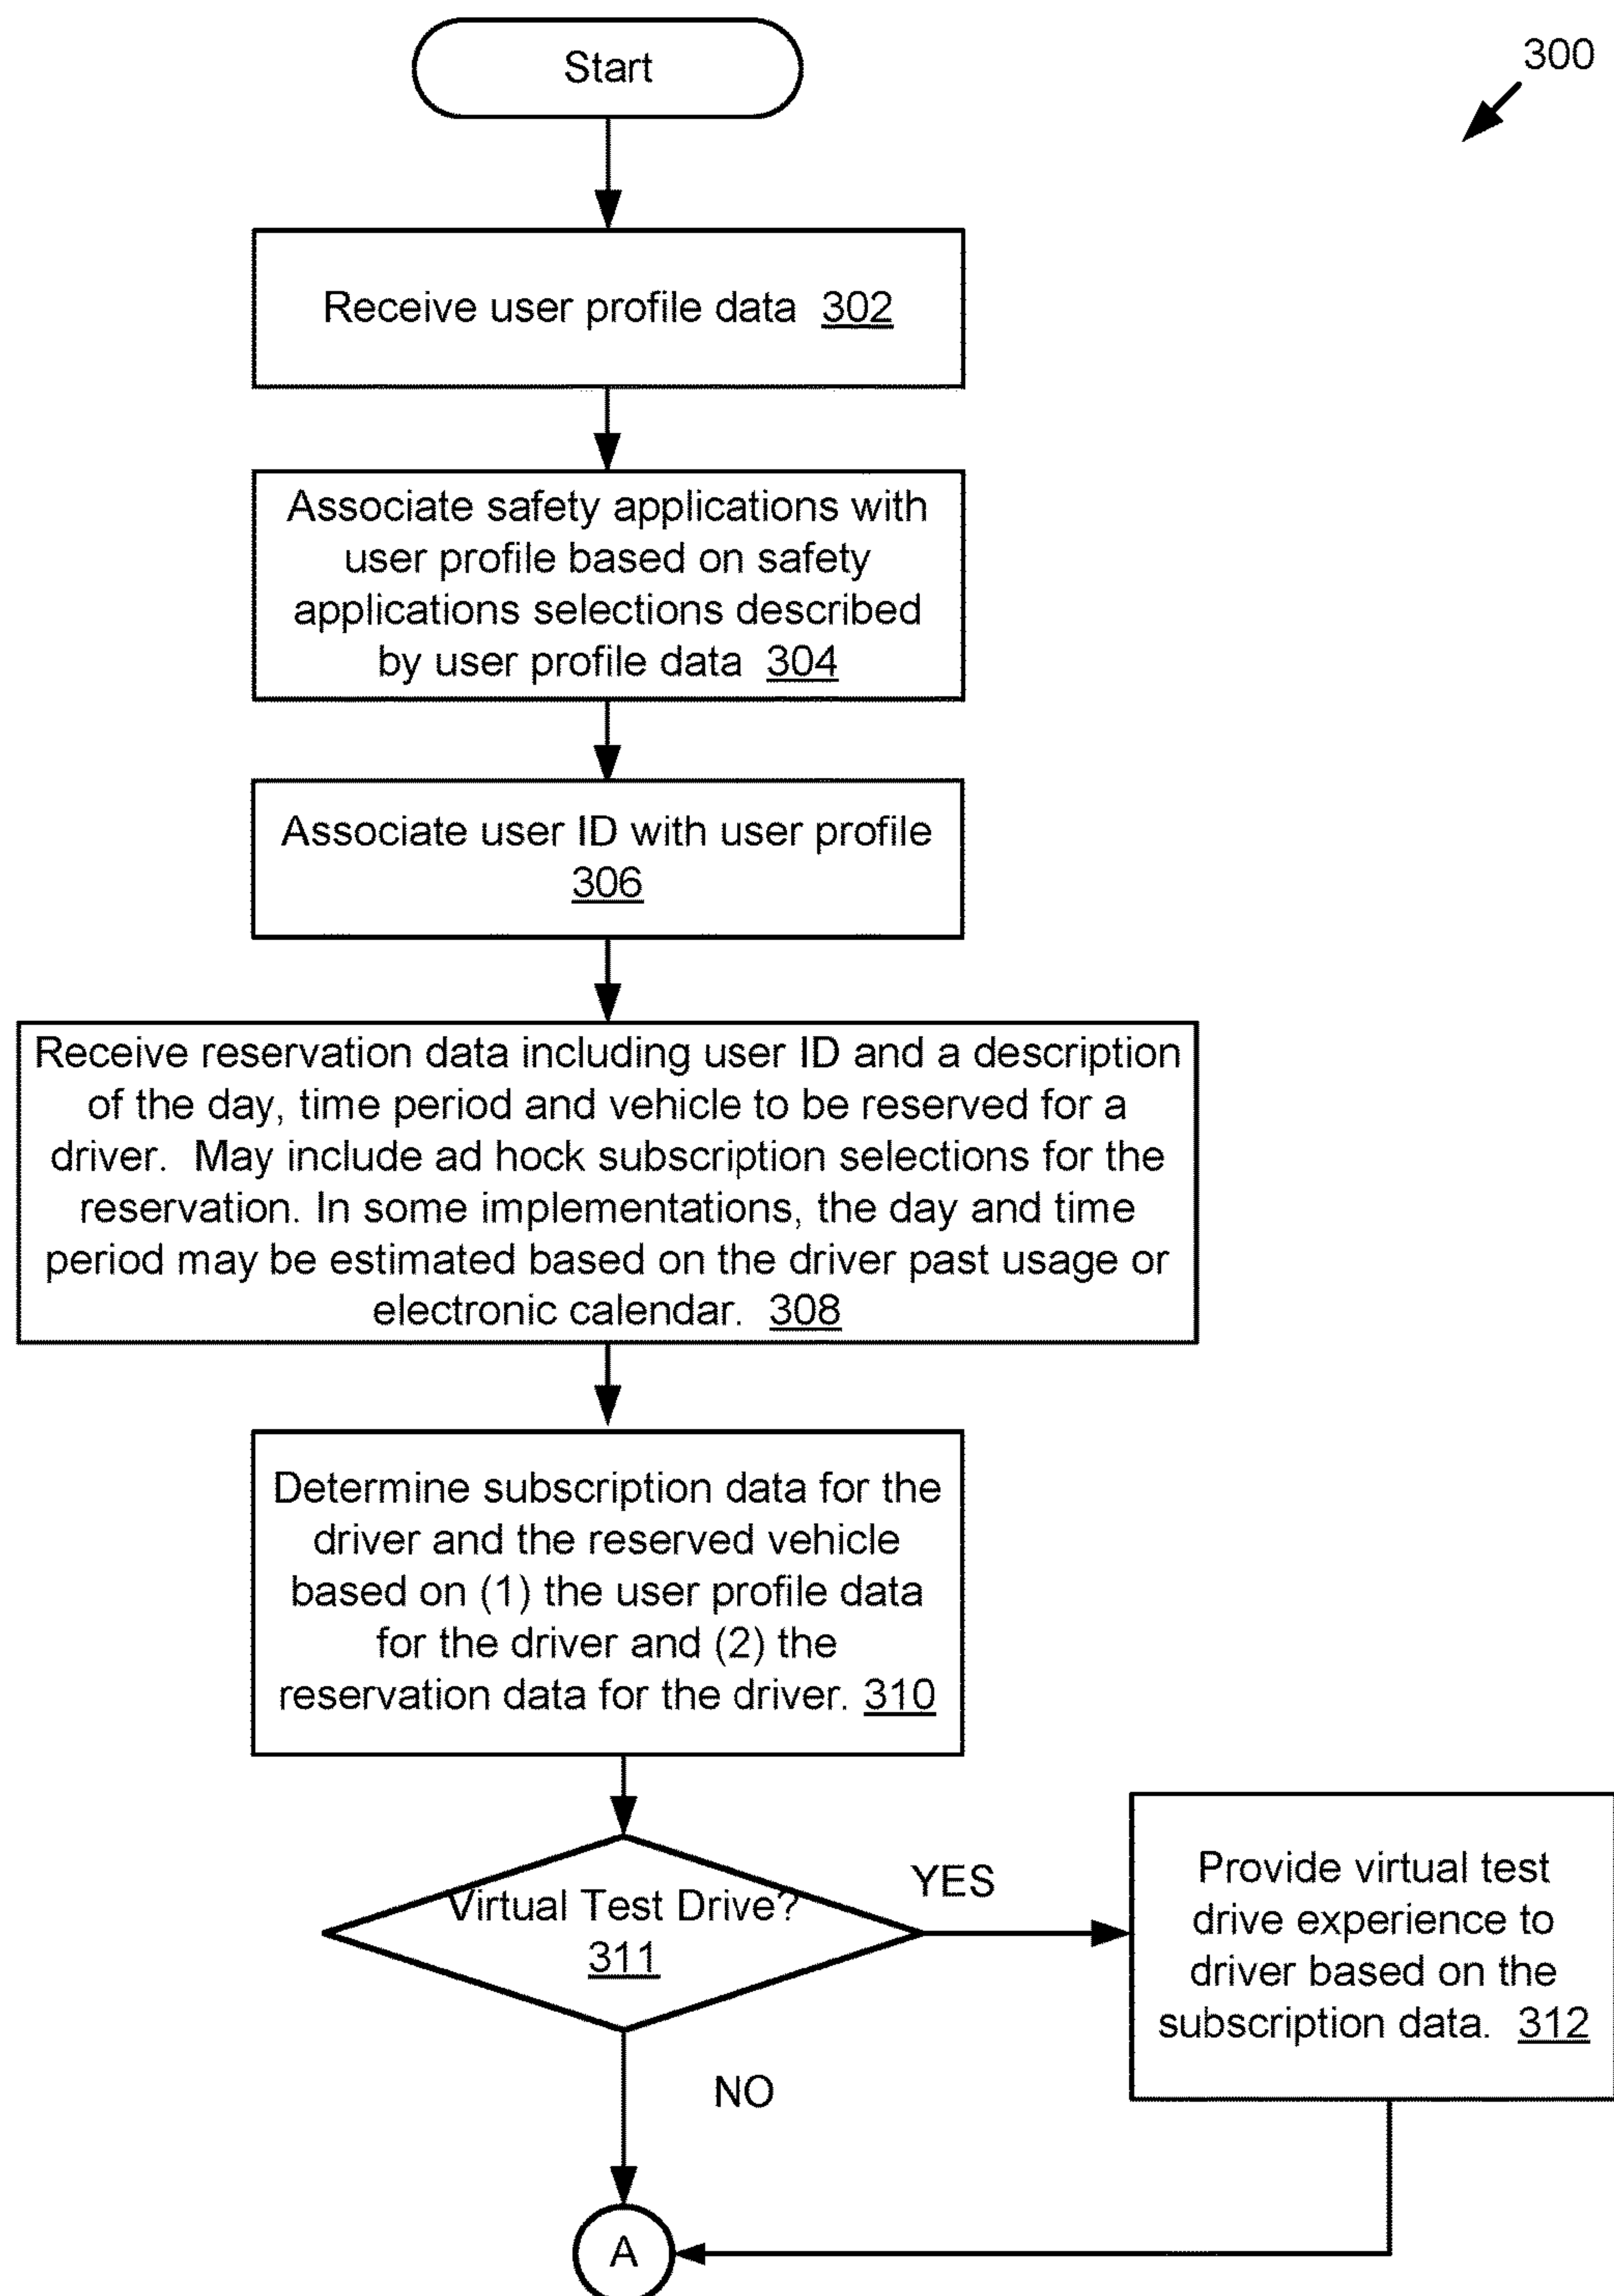 Start
300
Receive user profile data 302
Associate safety applications with
user profile based on safety
applications selections described
by user profile data 304
Associate user ID with user profile
306
Receive reservation data including user ID and a description
of the day, time period and vehicle to be reserved for a
driver. May include ad hock subscription selections for the
reservation. In some implementations, the day and time
period may be estimated based on the driver past usage or
electronic calendar. 308
Determine subscription data for the
driver and the reserved vehicle
based on (1) the user profile data
for the driver and (2) the
reservation data for the driver. 310
Virtual Test Drive?
311
YES
Provide virtual test
drive experience to
driver based on the
subscription data. 312
NO
A